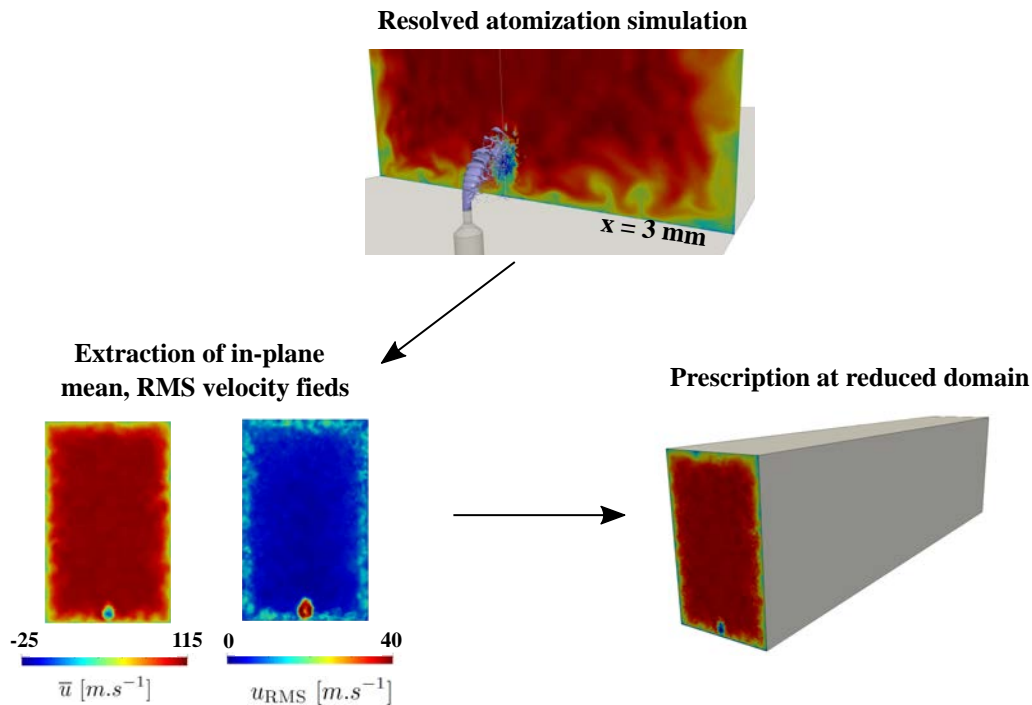 Resolved atomization simulation
x = 3 mm
Extraction of in-plane
mean, RMS velocity fieds
Prescription at reduced domain
-25 115 0 40
u̅ [m.s⁻¹] u_RMS [m.s⁻¹]